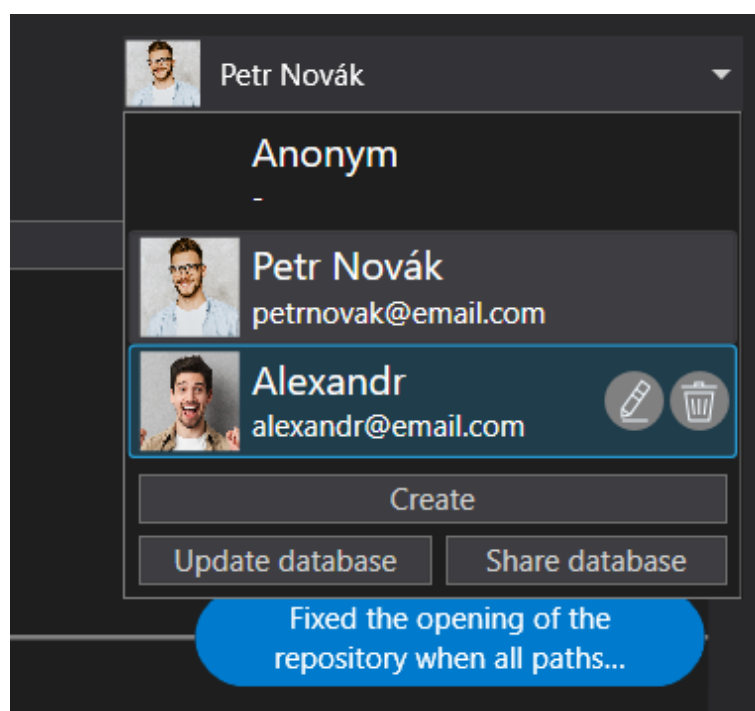 Petr Novák
Anonym
-
Petr Novák
petrnovak@email.com
Alexandr
alexandr@email.com
Create
Update database
Share database
Fixed the opening of the
repository when all paths...